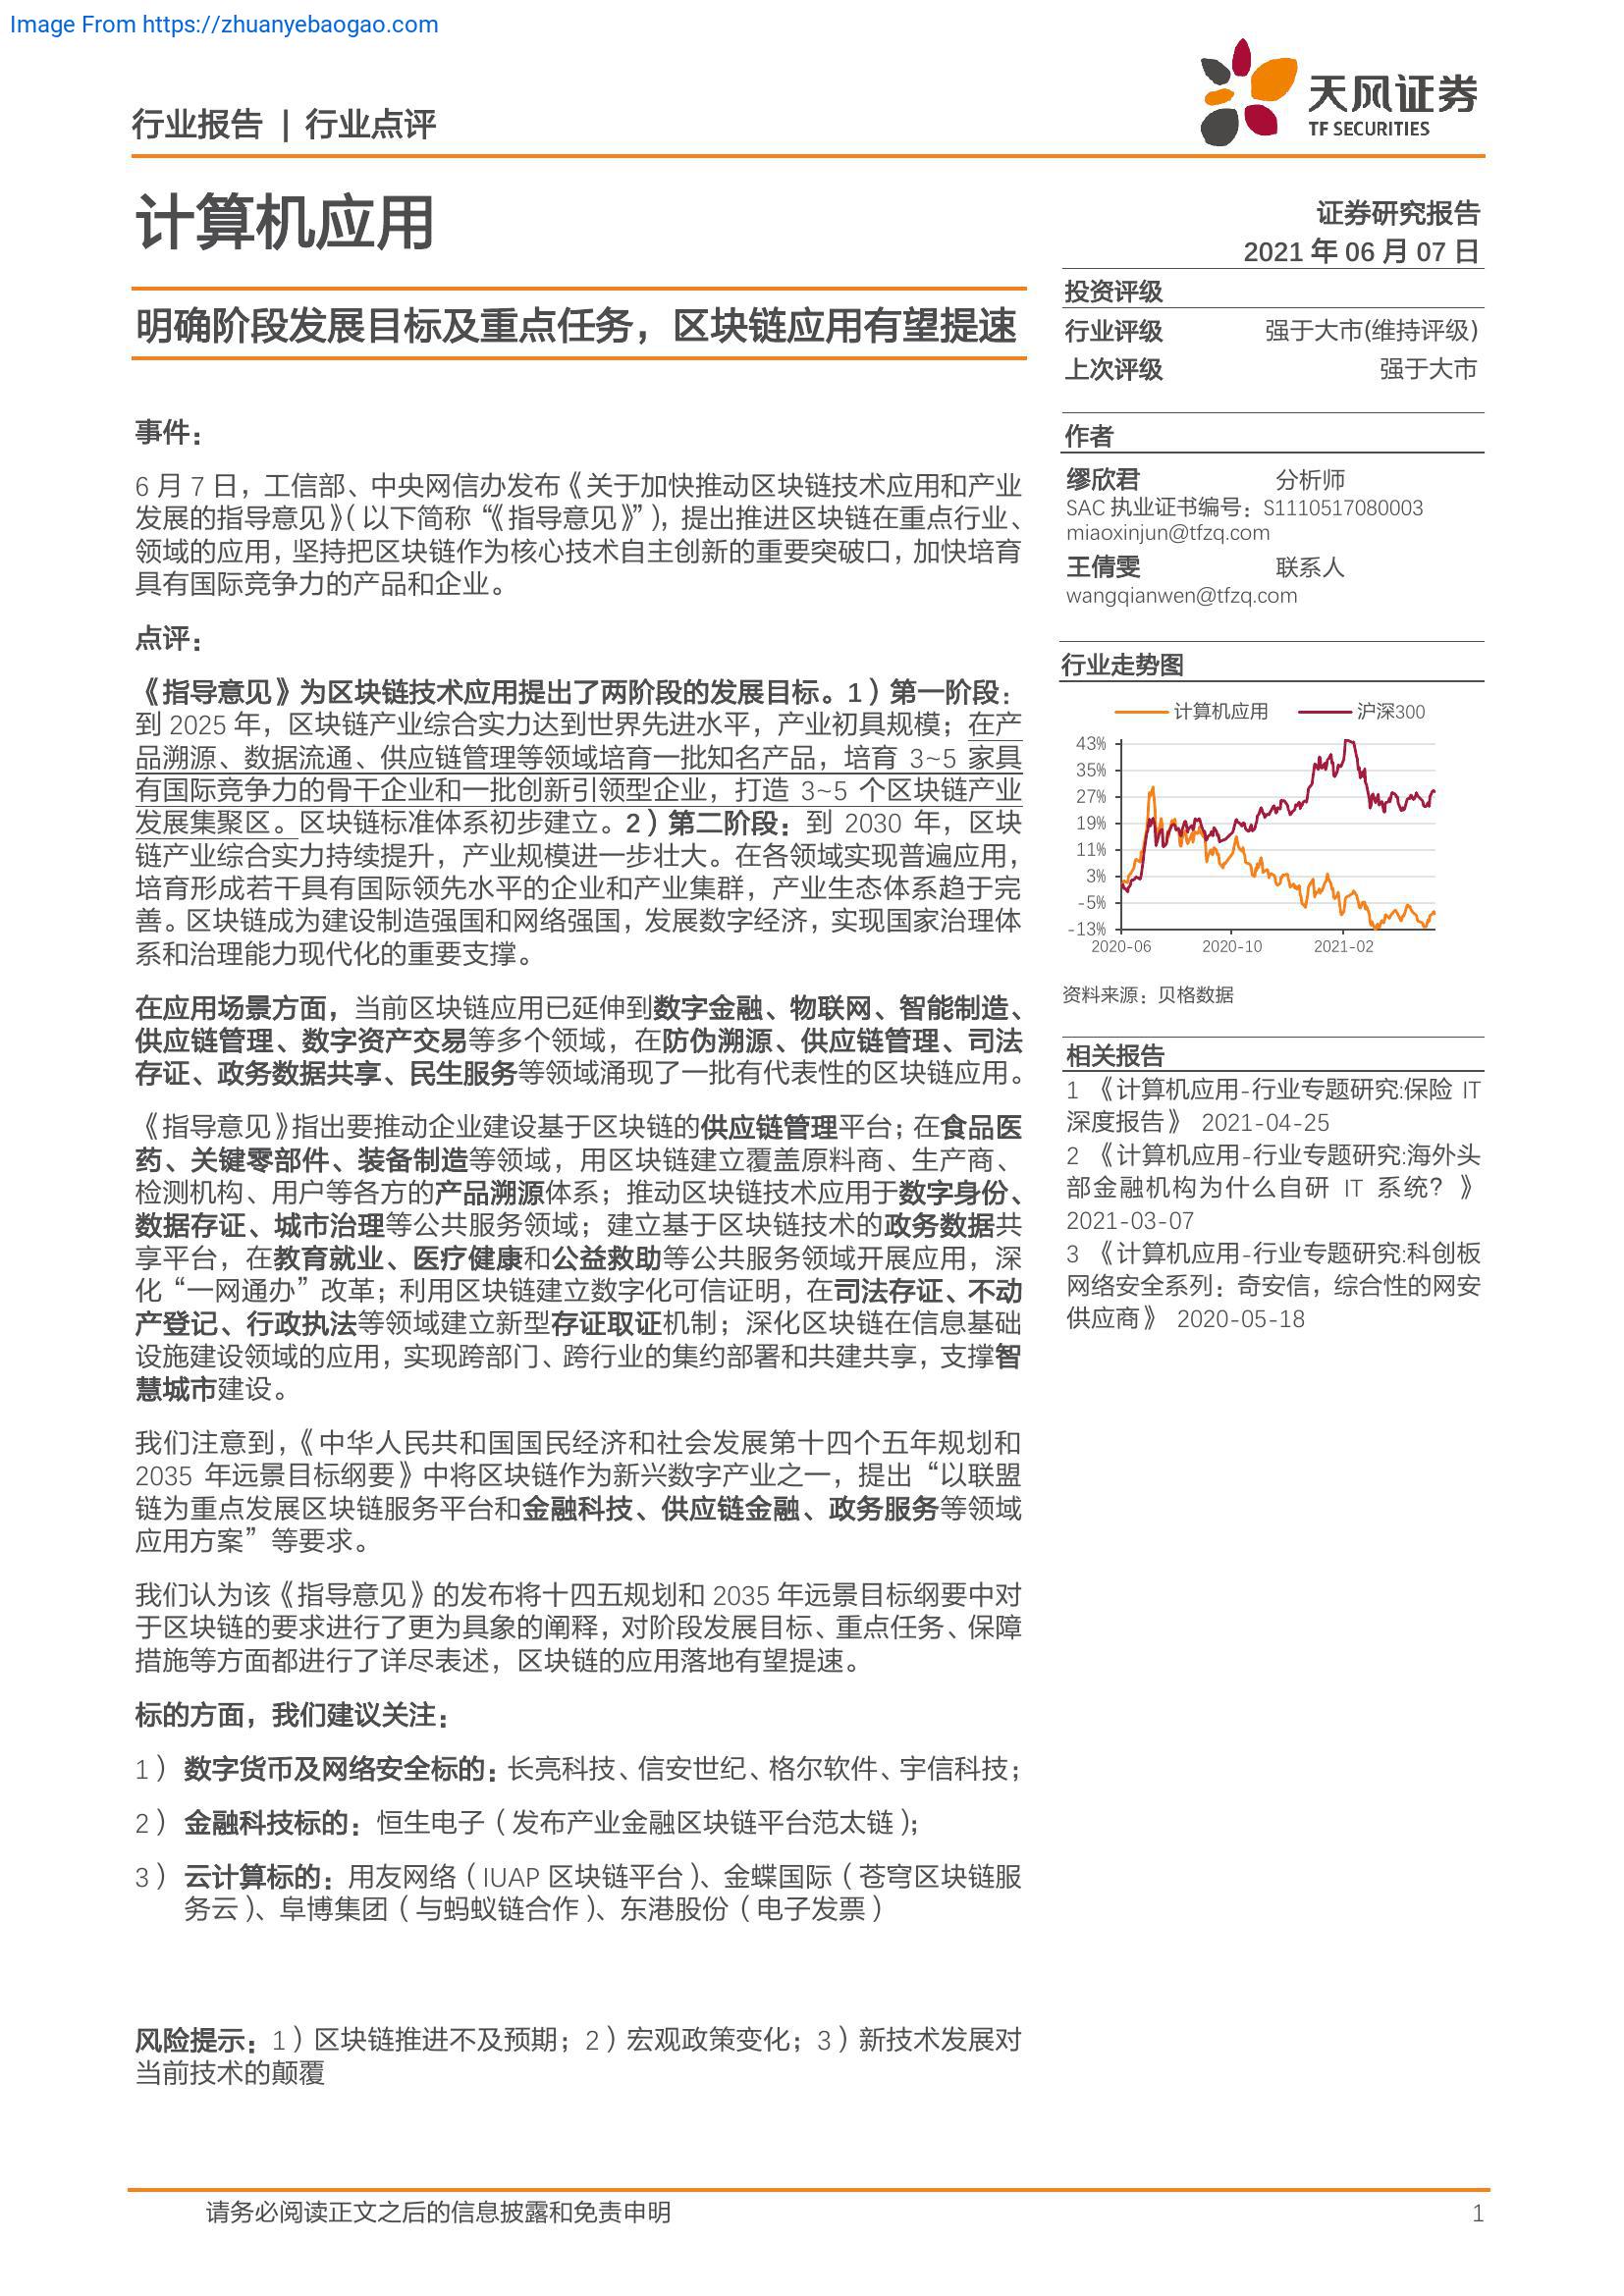 Image From https://zhuanyebaogao.com
天风证券
TF SECURITIES
行业报告 | 行业点评
计算机应用
证券研究报告
2021 年 06 月 07 日
明确阶段发展目标及重点任务，区块链应用有望提速
投资评级
行业评级 强于大市(维持评级)
上次评级 强于大市
事件：
6 月 7 日，工信部、中央网信办发布《关于加快推动区块链技术应用和产业
发展的指导意见》（以下简称“《指导意见》”），提出推进区块链在重点行业、
领域的应用，坚持把区块链作为核心技术自主创新的重要突破口，加快培育
具有国际竞争力的产品和企业。
点评：
《指导意见》为区块链技术应用提出了两阶段的发展目标。1）第一阶段：
到 2025 年，区块链产业综合实力达到世界先进水平，产业初具规模；在产
品溯源、数据流通、供应链管理等领域培育一批知名产品，培育 3~5 家具
有国际竞争力的骨干企业和一批创新引领型企业，打造 3~5 个区块链产业
发展集聚区。区块链标准体系初步建立。2）第二阶段：到 2030 年，区块
链产业综合实力持续提升，产业规模进一步壮大。在各领域实现普遍应用，
培育形成若干具有国际领先水平的企业和产业集群，产业生态体系趋于完
善。区块链成为建设制造强国和网络强国，发展数字经济，实现国家治理体
系和治理能力现代化的重要支撑。
在应用场景方面，当前区块链应用已延伸到数字金融、物联网、智能制造、
供应链管理、数字资产交易等多个领域，在防伪溯源、供应链管理、司法
存证、政务数据共享、民生服务等领域涌现了一批有代表性的区块链应用。
《指导意见》指出要推动企业建设基于区块链的供应链管理平台；在食品医
药、关键零部件、装备制造等领域，用区块链建立覆盖原料商、生产商、
检测机构、用户等各方的产品溯源体系；推动区块链技术应用于数字身份、
数据存证、城市治理等公共服务领域；建立基于区块链技术的政务数据共
享平台，在教育就业、医疗健康和公益救助等公共服务领域开展应用，深
化“一网通办”改革；利用区块链建立数字化可信证明，在司法存证、不动
产登记、行政执法等领域建立新型存证取证机制；深化区块链在信息基础
设施建设领域的应用，实现跨部门、跨行业的集约部署和共建共享，支撑智
慧城市建设。
我们注意到，《中华人民共和国国民经济和社会发展第十四个五年规划和
2035 年远景目标纲要》中将区块链作为新兴数字产业之一，提出“以联盟
链为重点发展区块链服务平台和金融科技、供应链金融、政务服务等领域
应用方案”等要求。
我们认为该《指导意见》的发布将十四五规划和 2035 年远景目标纲要中对
于区块链的要求进行了更为具象的阐释，对阶段发展目标、重点任务、保障
措施等方面都进行了详尽表述，区块链的应用落地有望提速。
标的方面，我们建议关注：
1）数字货币及网络安全标的：长亮科技、信安世纪、格尔软件、宇信科技；
2）金融科技标的：恒生电子（发布产业金融区块链平台范太链）；
3）云计算标的：用友网络（IUAP 区块链平台）、金蝶国际（苍穹区块链服
务云）、阜博集团（与蚂蚁链合作）、东港股份（电子发票）
风险提示：1）区块链推进不及预期；2）宏观政策变化；3）新技术发展对
当前技术的颠覆
作者
缪欣君 分析师
SAC 执业证书编号：S1110517080003
miaoxinjun@tfzq.com
王倩雯 联系人
wangqianwen@tfzq.com
行业走势图
计算机应用 沪深300
43%
35%
27%
19%
11%
3%
-5%
-13%
2020-06 2020-10 2021-02
资料来源：贝格数据
相关报告
1 《计算机应用-行业专题研究:保险 IT
深度报告》 2021-04-25
2 《计算机应用-行业专题研究:海外头
部金融机构为什么自研 IT 系统？》
2021-03-07
3 《计算机应用-行业专题研究:科创板
网络安全系列：奇安信，综合性的网安
供应商》 2020-05-18
请务必阅读正文之后的信息披露和免责申明 1